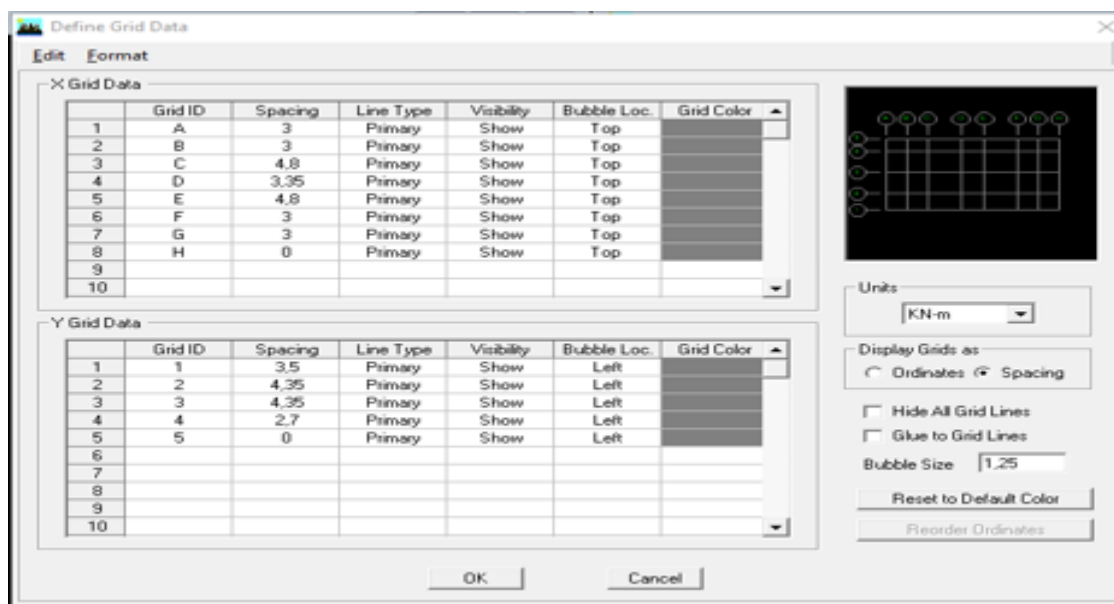 Define Grid Data
Edit Format
X Grid Data
Grid ID Spacing Line Type Visibility Bubble Loc. Grid Color
1 A 3 Primary Show Top
2 B 3 Primary Show Top
3 C 4,8 Primary Show Top
4 D 3,35 Primary Show Top
5 E 4,8 Primary Show Top
6 F 3 Primary Show Top
7 G 3 Primary Show Top
8 H 0 Primary Show Top
9
10
Y Grid Data
Grid ID Spacing Line Type Visibility Bubble Loc. Grid Color
1 1 3,5 Primary Show Left
2 2 4,35 Primary Show Left
3 3 4,35 Primary Show Left
4 4 2,7 Primary Show Left
5 5 0 Primary Show Left
6
7
8
9
10
Units
KN-m
Display Grids as
Ordinates Spacing
Hide All Grid Lines
Glue to Grid Lines
Bubble Size 1,25
Reset to Default Color
Reorder Ordinates
OK Cancel